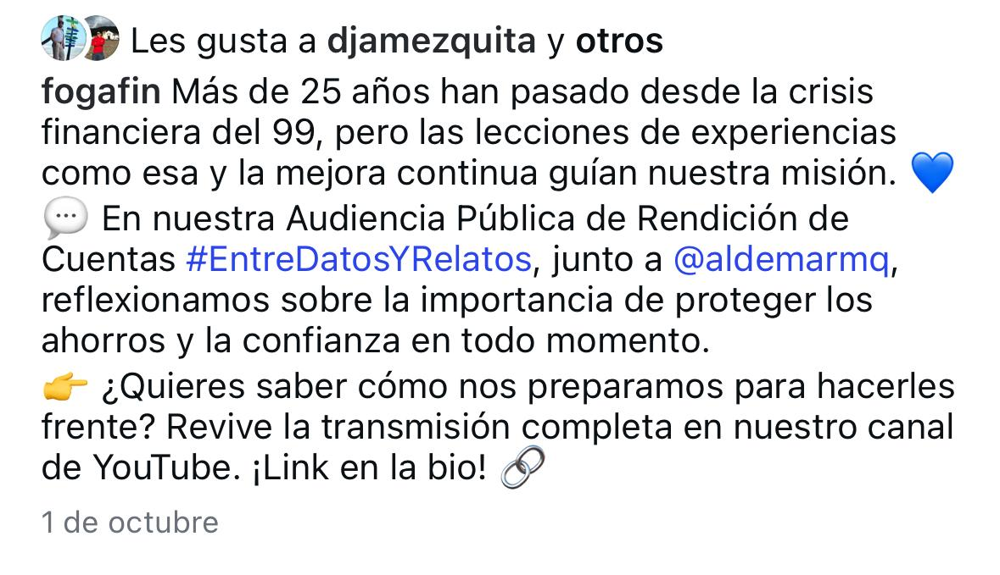 Les gusta a djamezquita y otros
fogafin Más de 25 años han pasado desde la crisis
financiera del 99, pero las lecciones de experiencias
como esa y la mejora continua guían nuestra misión. 💙
💬 En nuestra Audiencia Pública de Rendición de
Cuentas #EntreDatosYRelatos, junto a @aldemarmq,
reflexionamos sobre la importancia de proteger los
ahorros y la confianza en todo momento.
👉 ¿Quieres saber cómo nos preparamos para hacerles
frente? Revive la transmisión completa en nuestro canal
de YouTube. ¡Link en la bio! 🔗
1 de octubre